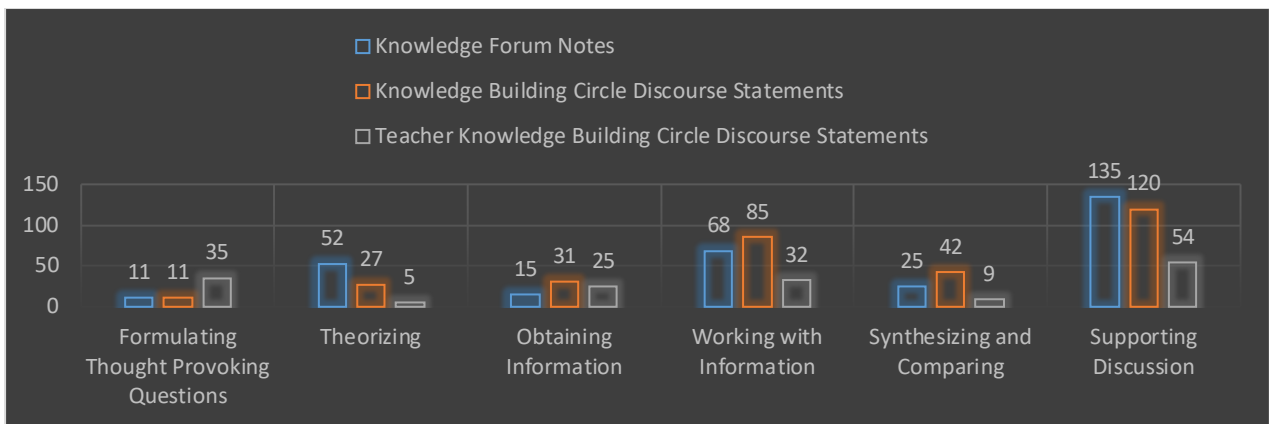 Knowledge Forum Notes
Knowledge Building Circle Discourse Statements
Teacher Knowledge Building Circle Discourse Statements
150
100
50
0
11 11 35
52 27 5
15 31 25
68 85 32
25 42 9
135 120 54
Formulating
Thought Provoking
Questions
Theorizing
Obtaining
Information
Working with
Information
Synthesizing and
Comparing
Supporting
Discussion